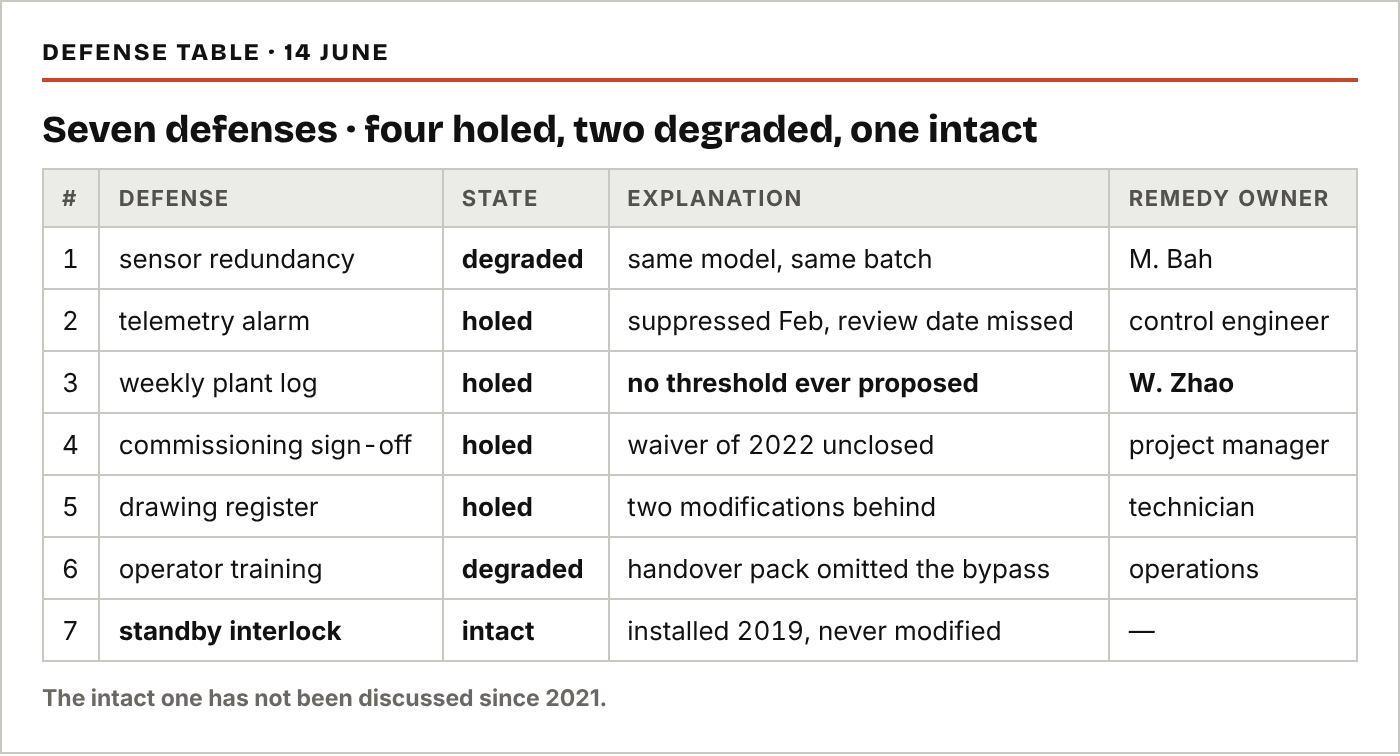 DEFENSE TABLE · 14 JUNE
Seven defenses · four holed, two degraded, one intact
# DEFENSE STATE EXPLANATION REMEDY OWNER
1 sensor redundancy degraded same model, same batch M. Bah
2 telemetry alarm holed suppressed Feb, review date missed control engineer
3 weekly plant log holed no threshold ever proposed W. Zhao
4 commissioning sign-off holed waiver of 2022 unclosed project manager
5 drawing register holed two modifications behind technician
6 operator training degraded handover pack omitted the bypass operations
7 standby interlock intact installed 2019, never modified —
The intact one has not been discussed since 2021.